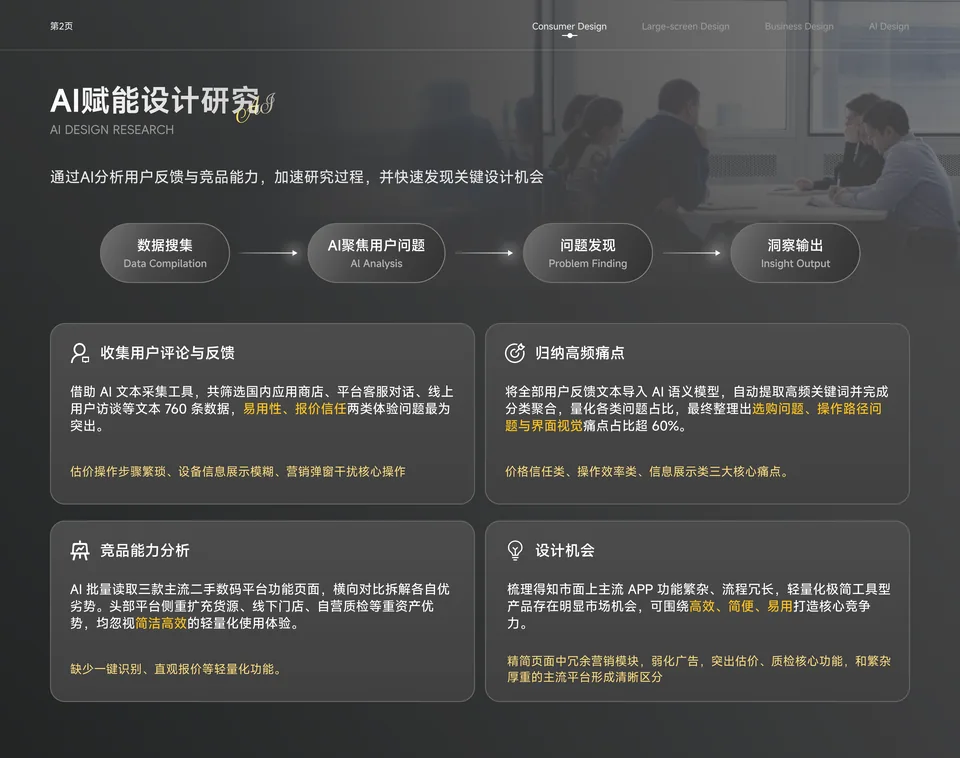 第2页
Consumer Design
Large-screen Design
Business Design
AI Design
AI赋能设计研究
AI
AI DESIGN RESEARCH
通过AI分析用户反馈与竞品能力，加速研究过程，并快速发现关键设计机会
数据搜集
Data Compilation
AI聚焦用户问题
AI Analysis
问题发现
Problem Finding
洞察输出
Insight Output
收集用户评论与反馈
借助 AI 文本采集工具，共筛选国内应用商店、平台客服对话、线上
用户访谈等文本 760 条数据，易用性、报价信任两类体验问题最为
突出。
估价操作步骤繁琐、设备信息展示模糊、营销弹窗干扰核心操作
归纳高频痛点
将全部用户反馈文本导入 AI 语义模型，自动提取高频关键词并完成
分类聚合，量化各类问题占比，最终整理出选购问题、操作路径问
题与界面视觉痛点占比超 60%。
价格信任类、操作效率类、信息展示类三大核心痛点。
竞品能力分析
AI 批量读取三款主流二手数码平台功能页面，横向对比拆解各自优
劣势。头部平台侧重扩充货源、线下门店、自营质检等重资产优
势，均忽视简洁高效的轻量化使用体验。
缺少一键识别、直观报价等轻量化功能。
设计机会
梳理得知市面上主流 APP 功能繁杂、流程冗长，轻量化极简工具型
产品存在明显市场机会，可围绕高效、简便、易用打造核心竞争
力。
精简页面中冗余营销模块，弱化广告，突出估价、质检核心功能，和繁杂
厚重的主流平台形成清晰区分